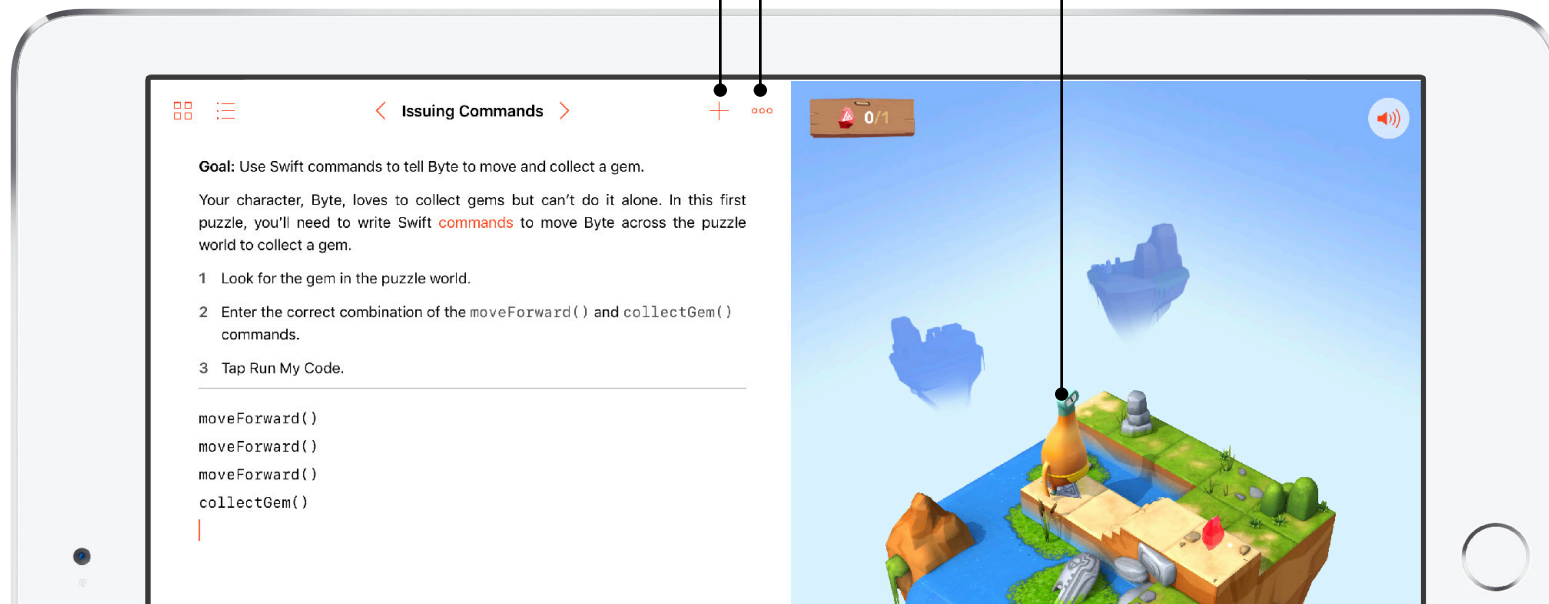 Issuing Commands
0/1
Goal: Use Swift commands to tell Byte to move and collect a gem.
Your character, Byte, loves to collect gems but can’t do it alone. In this first
puzzle, you’ll need to write Swift commands to move Byte across the puzzle
world to collect a gem.
1 Look for the gem in the puzzle world.
2 Enter the correct combination of the moveForward() and collectGem()
commands.
3 Tap Run My Code.
moveForward()
moveForward()
moveForward()
collectGem()